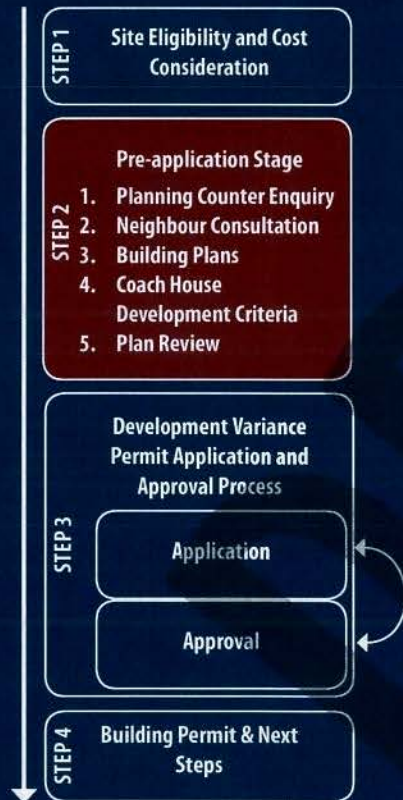 STEP 1
Site Eligibility and Cost
Consideration
STEP 2
Pre-application Stage
1. Planning Counter Enquiry
2. Neighbour Consultation
3. Building Plans
4. Coach House
Development Criteria
5. Plan Review
STEP 3
Development Variance
Permit Application and
Approval Process
Application
Approval
STEP 4
Building Permit & Next
Steps